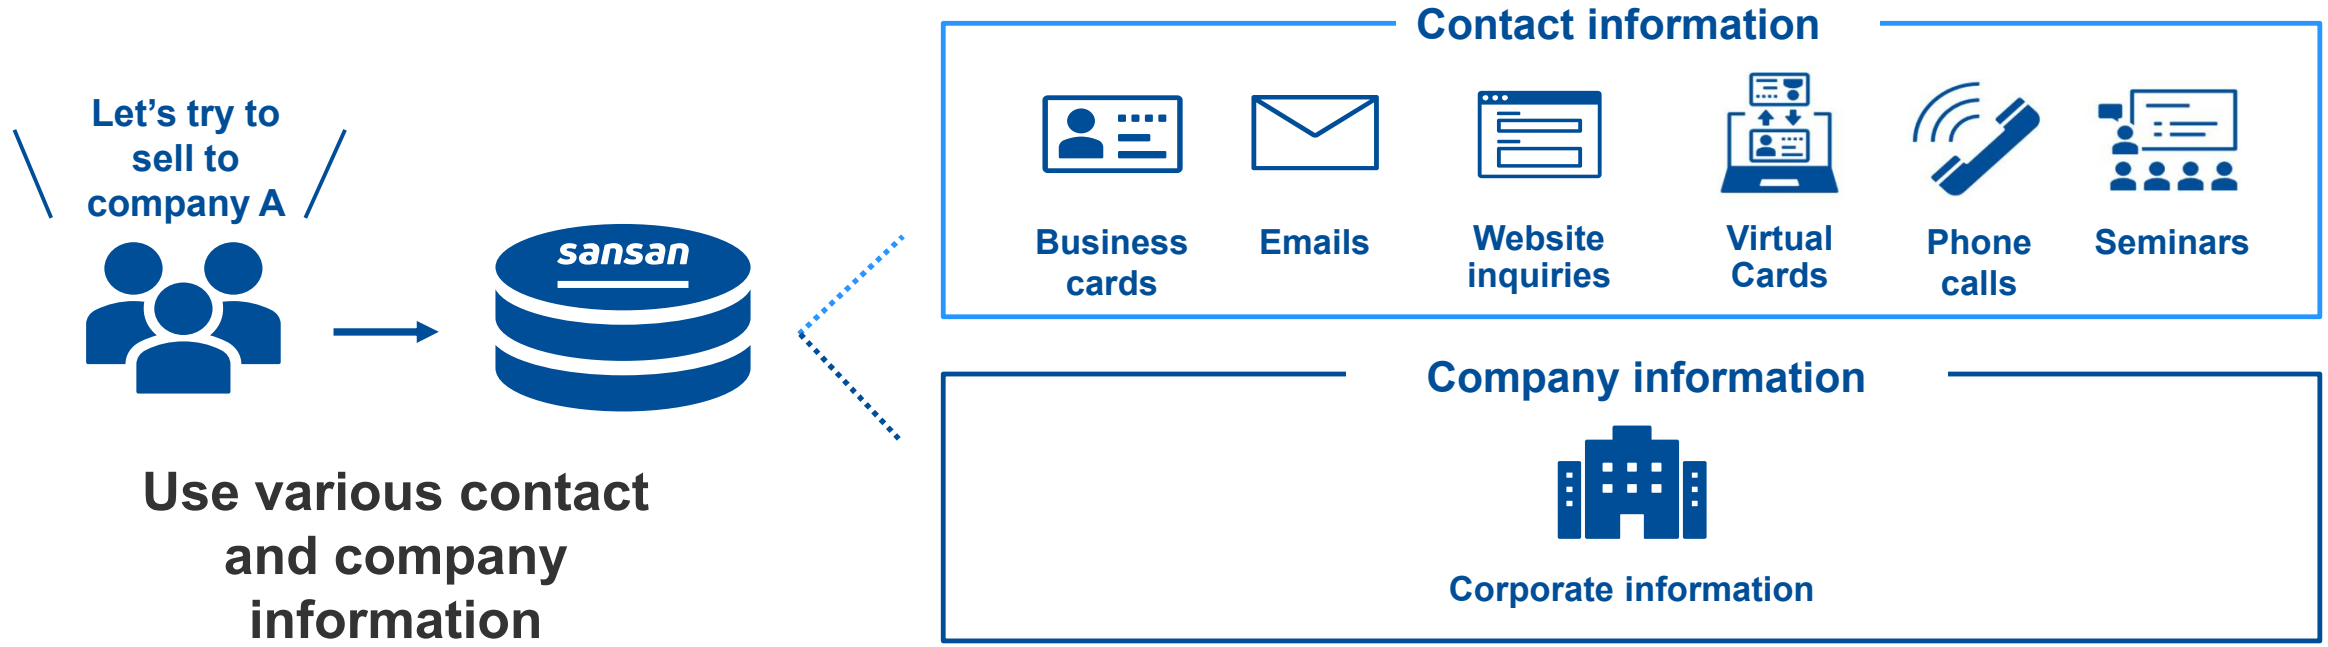 Let's try to
sell to
company A
sansan
Use various contact
and company
information
Contact information
Business
cards
Emails
Website
inquiries
Virtual
Cards
Phone
calls
Seminars
Company information
Corporate information